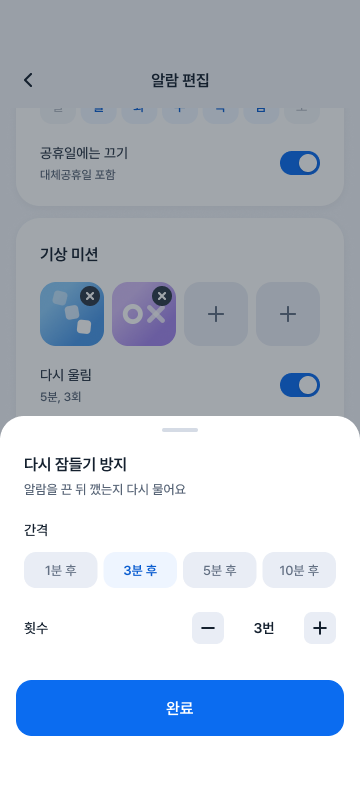 알람 편집
공휴일에는 끄기
대체공휴일 포함
기상 미션
OX
다시 울림
5분, 3회
다시 잠들기 방지
알람을 끈 뒤 깼는지 다시 물어요
간격
1분 후 3분 후 5분 후 10분 후
횟수 3번
완료